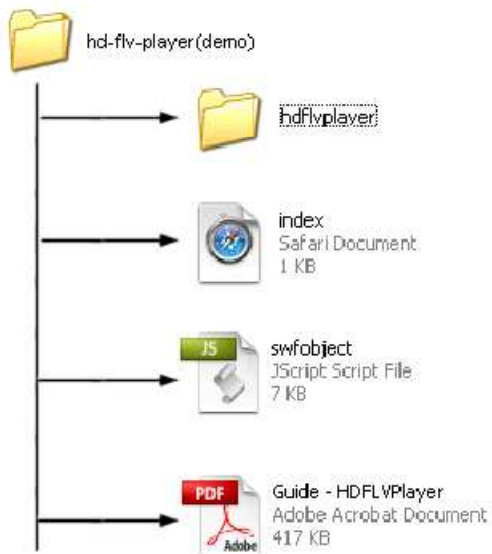 hd-flv-player(demo)
hdflvplayer
index
Safari Document
1 KB
JS
swfobject
JScript Script File
7 KB
PDF
Adobe
Guide - HDFLVPlayer
Adobe Acrobat Document
417 KB